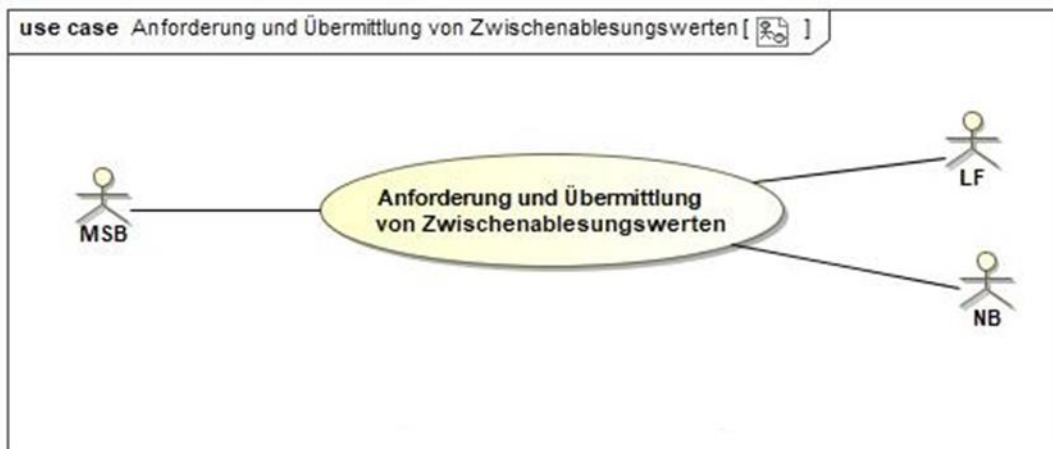 use case Anforderung und Übermittlung von Zwischenablesungswerten [ ]
LF
Anforderung und Übermittlung
von Zwischenablesungswerten
MSB
NB